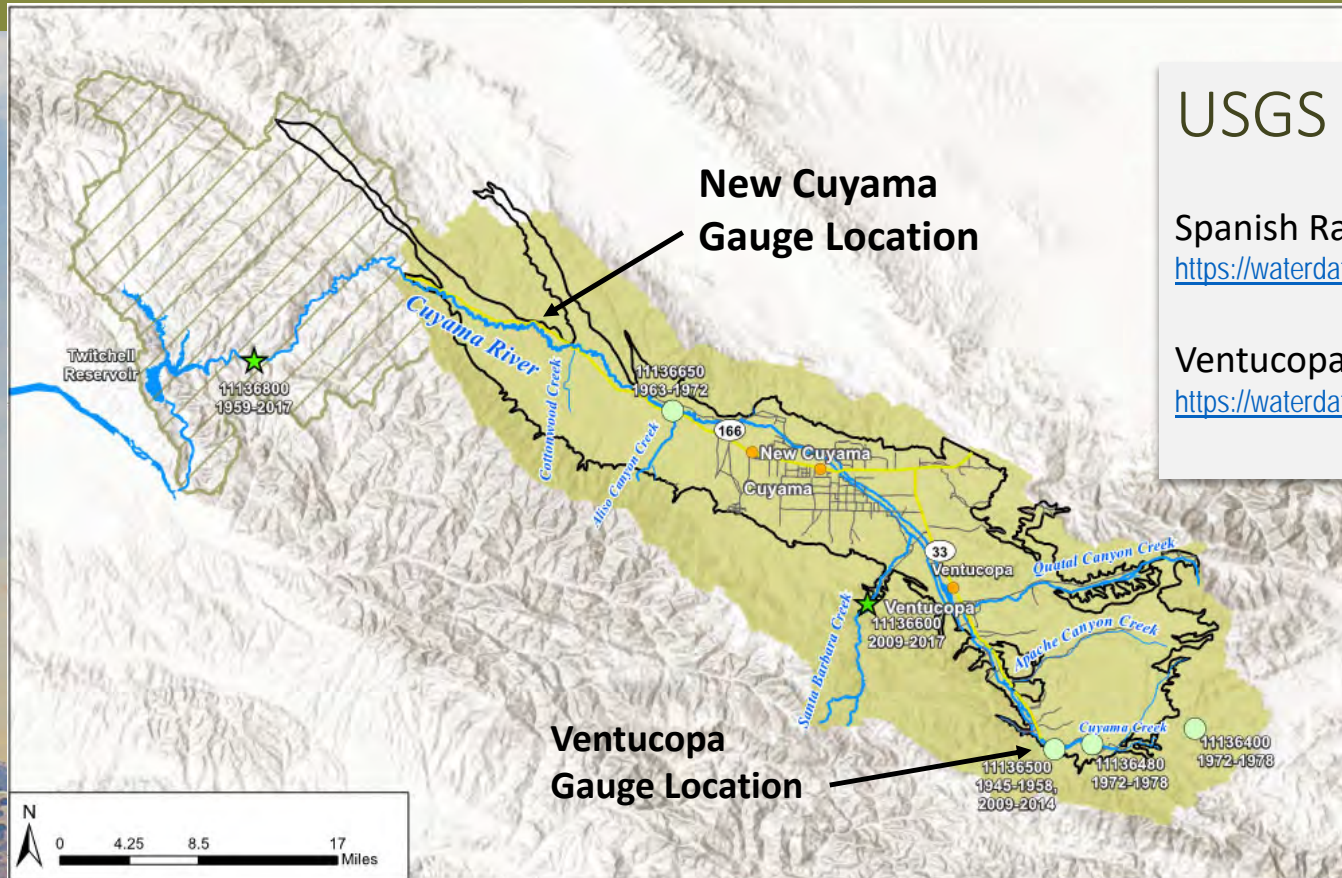 New Cuyama
Gauge Location
USGS
Spanish Ra
https://waterda
Ventucopa
https://waterda
Cuyama River
Twitchell
Reservoir
11136800
1959-2017
Cottonwood Creek
11136650
1963-1972
Aliso Canyon Creek
166
New Cuyama
Cuyama
33
Ventucopa
Quatal Canyon Creek
Ventucopa
11136600
2009-2017
Santa Barbara Creek
Apache Canyon Creek
Cuyama Creek
11136400
1972-1978
11136480
1972-1978
11136500
1945-1958,
2009-2014
Ventucopa
Gauge Location
N
0 4.25 8.5 17
Miles